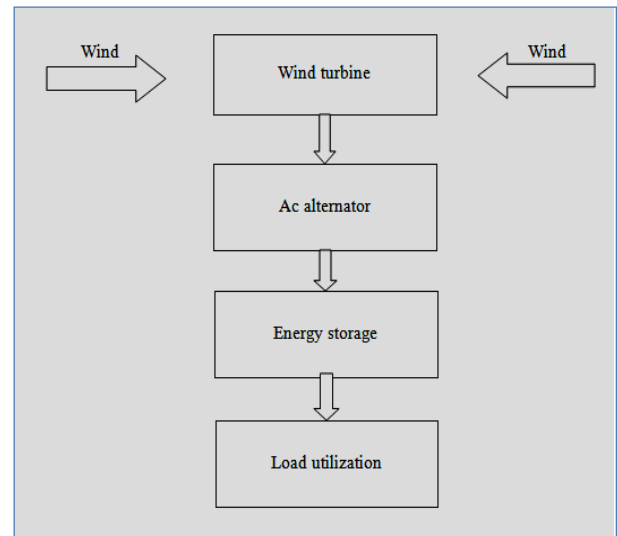 Wind
Wind
Wind turbine
Ac alternator
Energy storage
Load utilization